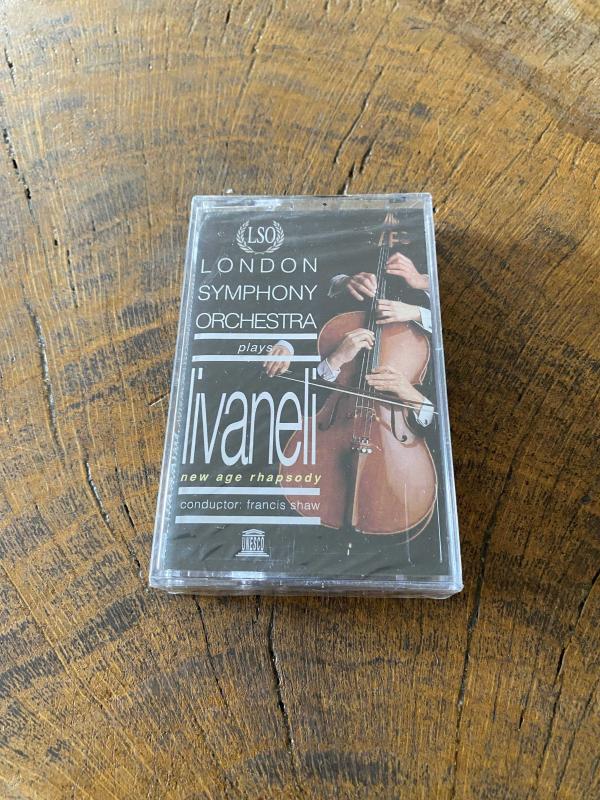 LSO
LONDON
SYMPHONY
ORCHESTRA
plays
livaneli
new age rhapsody
conductor: francis shaw
UNESCO